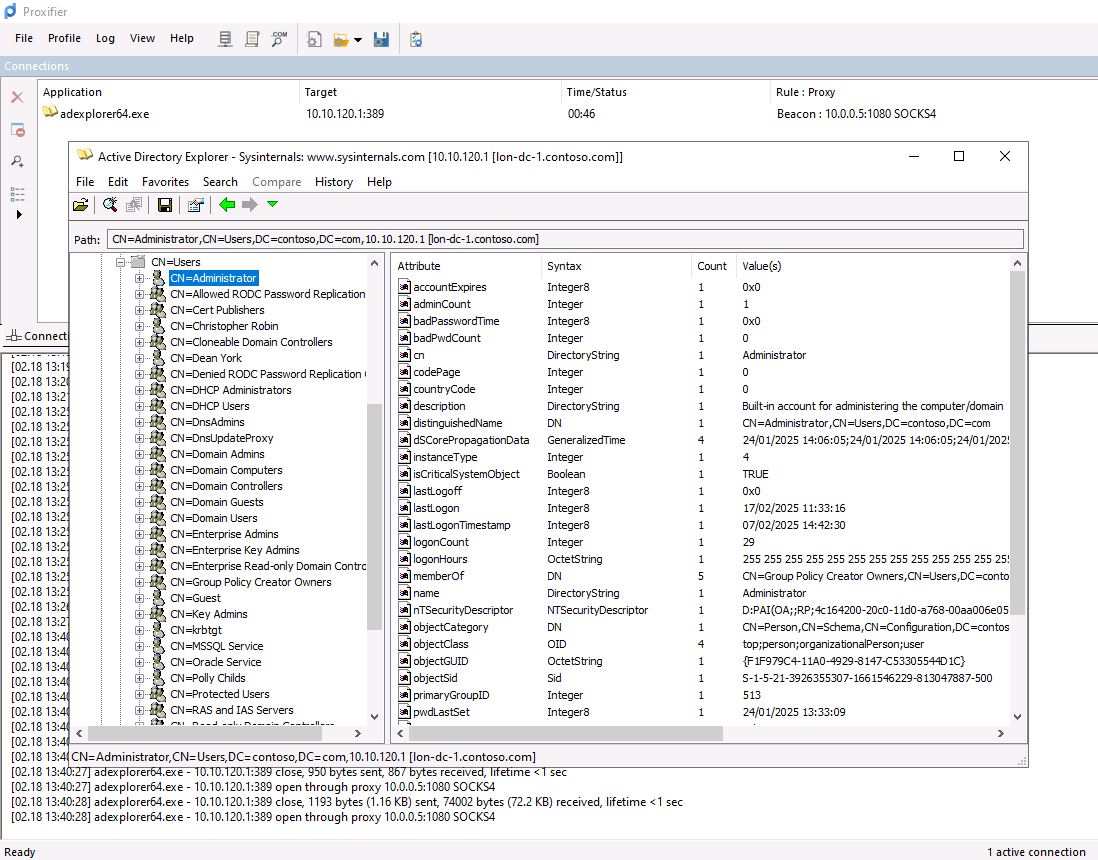 Proxifier
File Profile Log View Help .COM
Connections
Application Target Time/Status Rule : Proxy
adexplorer64.exe 10.10.120.1:389 00:46 Beacon : 10.0.0.5:1080 SOCKS4
Active Directory Explorer - Sysinternals: www.sysinternals.com [10.10.120.1 [lon-dc-1.contoso.com]]
File Edit Favorites Search Compare History Help
Path: CN=Administrator,CN=Users,DC=contoso,DC=com,10.10.120.1 [lon-dc-1.contoso.com]
CN=Users
CN=Administrator
CN=Allowed RODC Password Replication
CN=Cert Publishers
CN=Christopher Robin
CN=Cloneable Domain Controllers
CN=Dean York
CN=Denied RODC Password Replication
CN=DHCP Administrators
CN=DHCP Users
CN=DnsAdmins
CN=DnsUpdateProxy
CN=Domain Admins
CN=Domain Computers
CN=Domain Controllers
CN=Domain Guests
CN=Domain Users
CN=Enterprise Admins
CN=Enterprise Key Admins
CN=Enterprise Read-only Domain Contro
CN=Group Policy Creator Owners
CN=Guest
CN=Key Admins
CN=krbtgt
CN=MSSQL Service
CN=Oracle Service
CN=Polly Childs
CN=Protected Users
CN=RAS and IAS Servers
CN=Read-only Domain Controllers
Attribute Syntax Count Value(s)
accountExpires Integer8 1 0x0
adminCount Integer 1 1
badPasswordTime Integer8 1 0x0
badPwdCount Integer 1 0
cn DirectoryString 1 Administrator
codePage Integer 1 0
countryCode Integer 1 0
description DirectoryString 1 Built-in account for administering the computer/domain
distinguishedName DN 1 CN=Administrator,CN=Users,DC=contoso,DC=com
dSCorePropagationData GeneralizedTime 4 24/01/2025 14:06:05;24/01/2025 14:06:05;24/01/2025
instanceType Integer 1 4
isCriticalSystemObject Boolean 1 TRUE
lastLogoff Integer8 1 0x0
lastLogon Integer8 1 17/02/2025 11:33:16
lastLogonTimestamp Integer8 1 07/02/2025 14:42:30
logonCount Integer 1 29
logonHours OctetString 1 255 255 255 255 255 255 255 255 255 255 255 255 255
memberOf DN 5 CN=Group Policy Creator Owners,CN=Users,DC=conto
name DirectoryString 1 Administrator
nTSecurityDescriptor NTSecurityDescriptor 1 D:PAI(OA;;RP;4c164200-20c0-11d0-a768-00aa006e05
objectCategory DN 1 CN=Person,CN=Schema,CN=Configuration,DC=contos
objectClass OID 4 top;person;organizationalPerson;user
objectGUID OctetString 1 {F1F979C4-11A0-4929-8147-C53305544D1C}
objectSid Sid 1 S-1-5-21-3926355307-1661546229-813047887-500
primaryGroupID Integer 1 513
pwdLastSet Integer8 1 24/01/2025 13:33:09
CN=Administrator,CN=Users,DC=contoso,DC=com,10.10.120.1 [lon-dc-1.contoso.com]
Connecti
[02.18 13:19
[02.18 13:20
[02.18 13:21
[02.18 13:25
[02.18 13:25
[02.18 13:25
[02.18 13:25
[02.18 13:25
[02.18 13:25
[02.18 13:25
[02.18 13:25
[02.18 13:25
[02.18 13:25
[02.18 13:25
[02.18 13:25
[02.18 13:25
[02.18 13:26
[02.18 13:27
[02.18 13:40
[02.18 13:40
[02.18 13:40
[02.18 13:40
[02.18 13:40
[02.18 13:40
[02.18 13:40
[02.18 13:40
[02.18 13:40
[02.18 13:40:27] adexplorer64.exe - 10.10.120.1:389 close, 950 bytes sent, 867 bytes received, lifetime <1 sec
[02.18 13:40:27] adexplorer64.exe - 10.10.120.1:389 open through proxy 10.0.0.5:1080 SOCKS4
[02.18 13:40:28] adexplorer64.exe - 10.10.120.1:389 close, 1193 bytes (1.16 KB) sent, 74002 bytes (72.2 KB) received, lifetime <1 sec
[02.18 13:40:28] adexplorer64.exe - 10.10.120.1:389 open through proxy 10.0.0.5:1080 SOCKS4
Ready 1 active connection